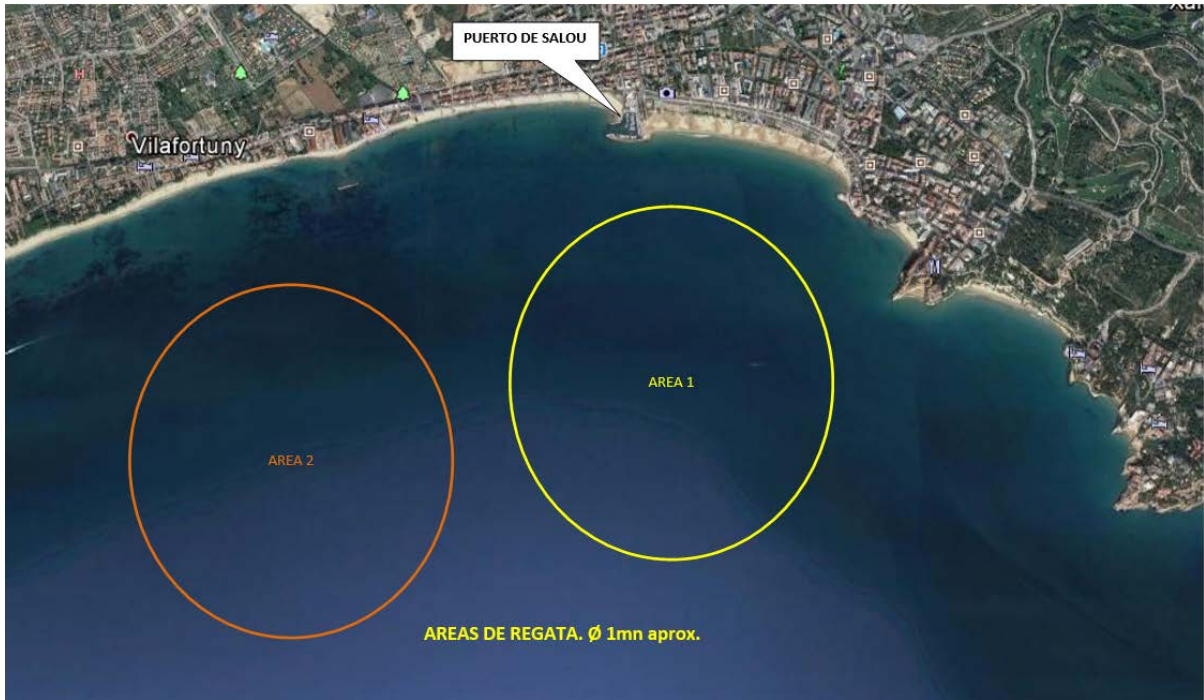 PUERTO DE SALOU
Vilafortuny
AREA 1
AREA 2
AREAS DE REGATA. Ø 1mn aprox.